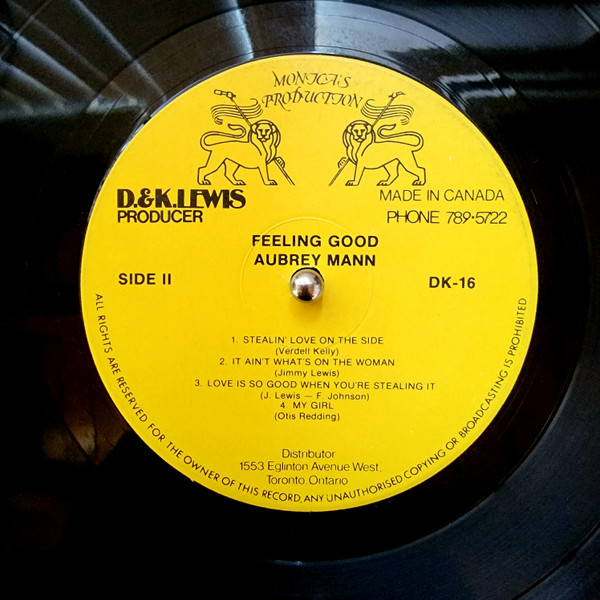 MONICA'S
PRODUCTION
D.&K.LEWIS
PRODUCER
MADE IN CANADA
PHONE 789•5722
FEELING GOOD
AUBREY MANN
SIDE II
DK-16
1. STEALIN' LOVE ON THE SIDE
(Verdell Kelly)
2. IT AIN'T WHAT'S ON THE WOMAN
(Jimmy Lewis)
3. LOVE IS SO GOOD WHEN YOU'RE STEALING IT
(J. Lewis — F. Johnson)
4. MY GIRL
(Otis Redding)
Distributor
1553 Eglinton Avenue West,
Toronto, Ontario
ALL RIGHTS ARE RESERVED FOR THE OWNER OF THIS RECORD, ANY UNAUTHORISED COPYING OR BROADCASTING IS PROHIBITED